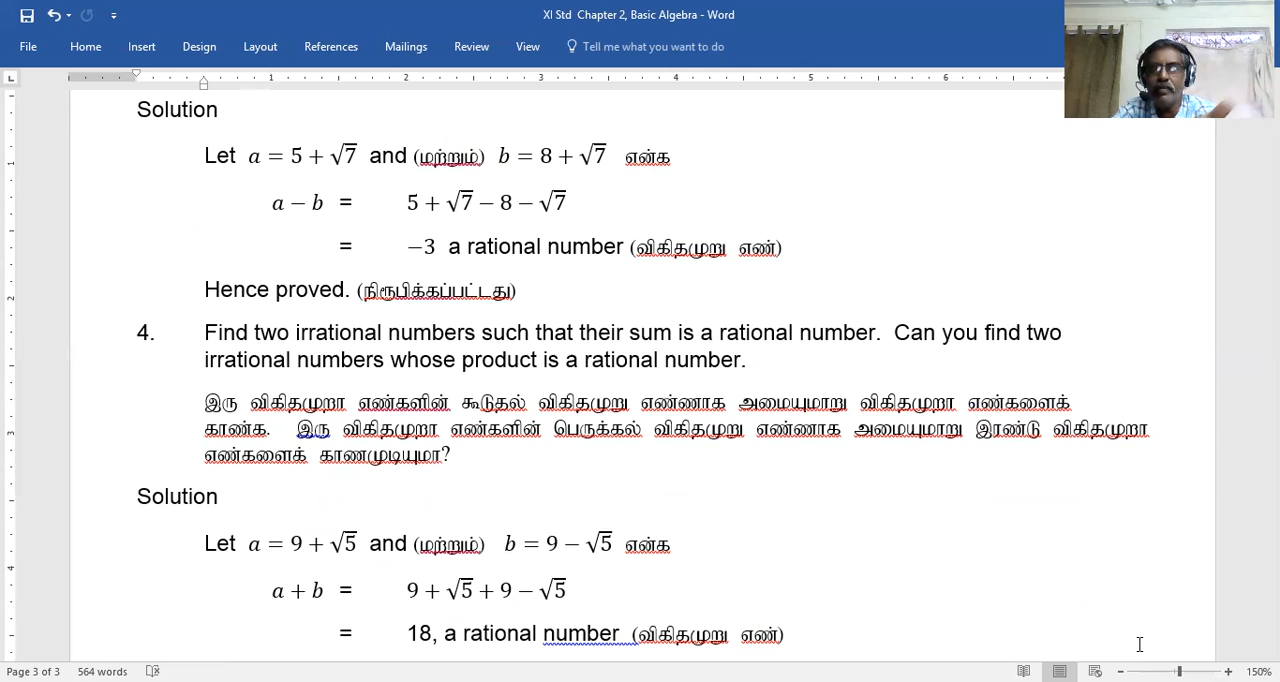 XI Std Chapter 2, Basic Algebra - Word
File Home Insert Design Layout References Mailings Review View Tell me what you want to do
1 2 3 4 5 6
Solution
Let a = 5 + √7 and (மற்றும்) b = 8 + √7 என்க
a − b = 5 + √7 − 8 − √7
= −3 a rational number (விகிதமுறு எண்)
Hence proved. (நிரூபிக்கப்பட்டது)
4. Find two irrational numbers such that their sum is a rational number. Can you find two
irrational numbers whose product is a rational number.
இரு விகிதமுறா எண்களின் கூடுதல் விகிதமுறு எண்ணாக அமையுமாறு விகிதமுறா எண்களைக்
காண்க. இரு விகிதமுறா எண்களின் பெருக்கல் விகிதமுறு எண்ணாக அமையுமாறு இரண்டு விகிதமுறா
எண்களைக் காணமுடியுமா?
Solution
Let a = 9 + √5 and (மற்றும்) b = 9 − √5 என்க
a + b = 9 + √5 + 9 − √5
= 18, a rational number (விகிதமுறு எண்)
Page 3 of 3 564 words 150%